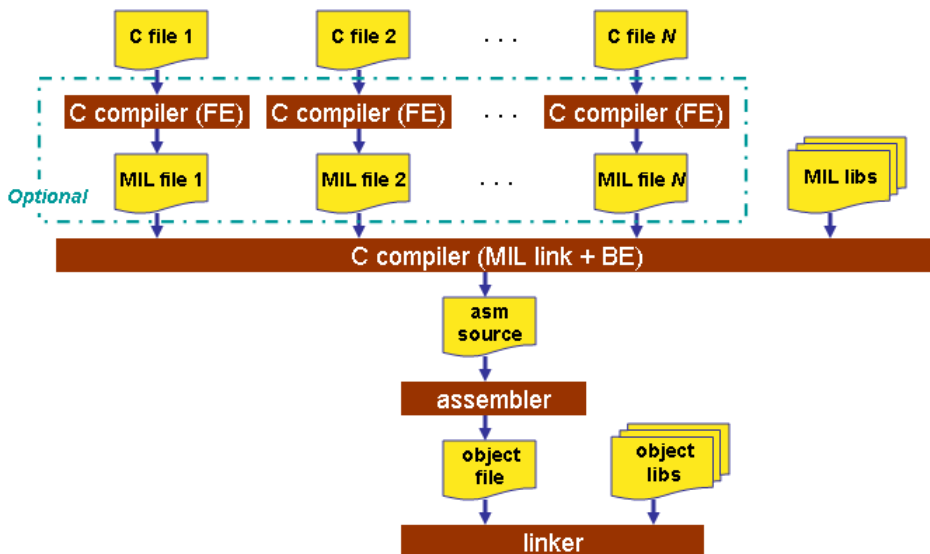 C file 1
C file 2
. . .
C file N
C compiler (FE)
C compiler (FE)
. . .
C compiler (FE)
Optional
MIL file 1
MIL file 2
. . .
MIL file N
MIL libs
C compiler (MIL link + BE)
asm
source
assembler
object
file
object
libs
linker